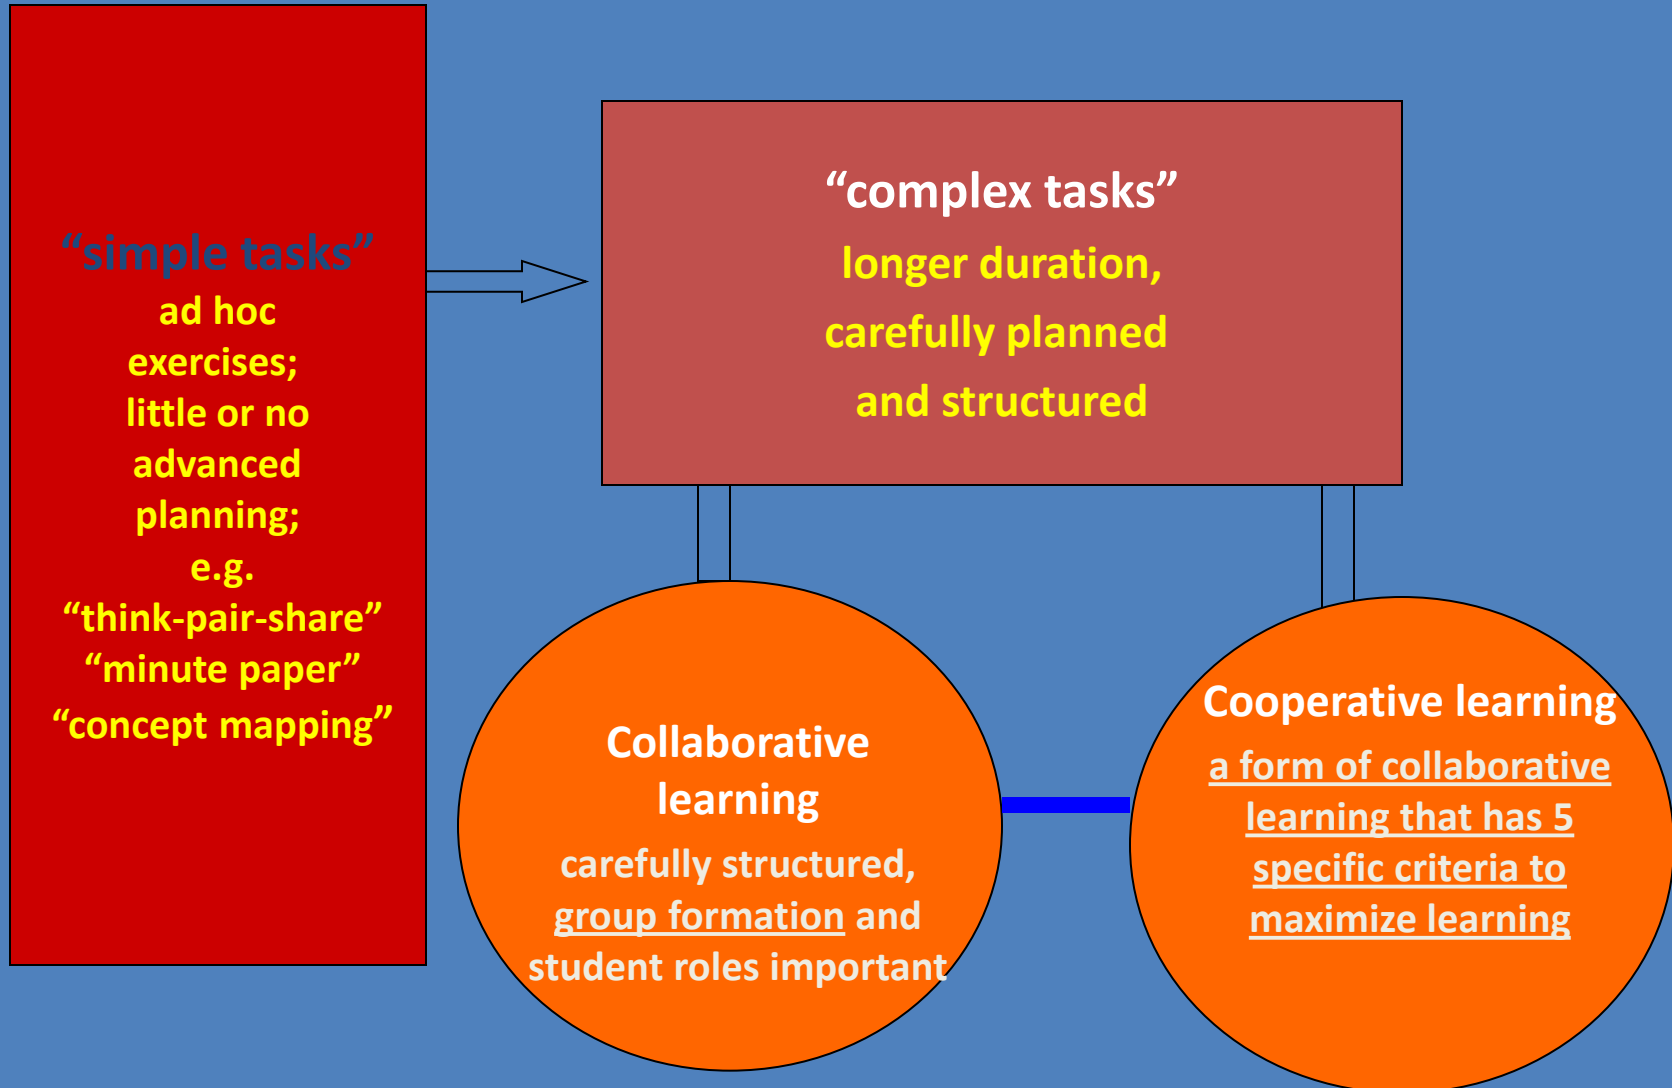 “simple tasks”
ad hoc
exercises;
little or no
advanced
planning;
e.g.
“think-pair-share”
“minute paper”
“concept mapping”
“complex tasks”
longer duration,
carefully planned
and structured
Collaborative
learning
carefully structured,
group formation and
student roles important
Cooperative learning
a form of collaborative
learning that has 5
specific criteria to
maximize learning